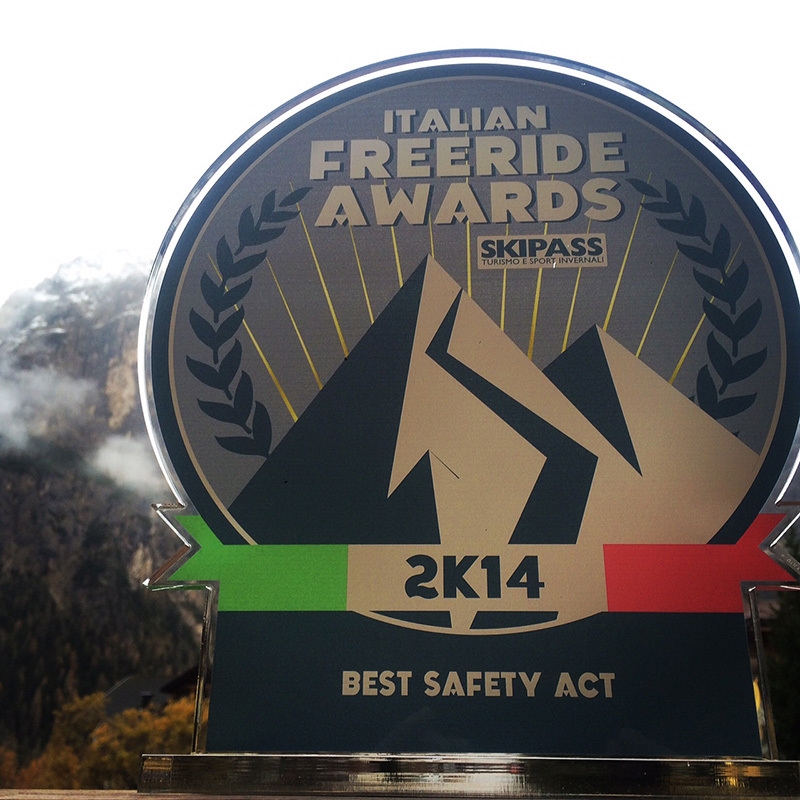 ITALIAN
FREERIDE
AWARDS
SKIPASS
TURISMO E SPORT INVERNALI
2K14
BEST SAFETY ACT